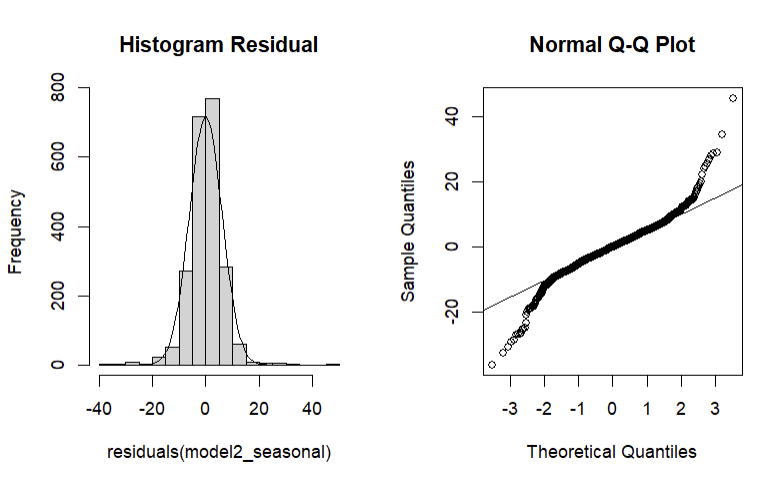 Histogram Residual
Frequency
0 200 400 600 800
-40 -20 0 20 40
residuals(model2_seasonal)
Normal Q-Q Plot
Sample Quantiles
-20 0 20 40
-3 -2 -1 0 1 2 3
Theoretical Quantiles